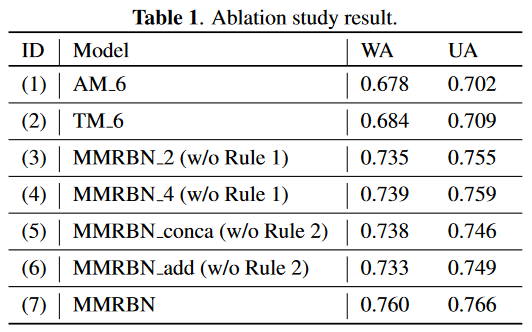 Table 1. Ablation study result.
ID Model WA UA
(1) AM_6 0.678 0.702
(2) TM_6 0.684 0.709
(3) MMRBN_2 (w/o Rule 1) 0.735 0.755
(4) MMRBN_4 (w/o Rule 1) 0.739 0.759
(5) MMRBN_conca (w/o Rule 2) 0.738 0.746
(6) MMRBN_add (w/o Rule 2) 0.733 0.749
(7) MMRBN 0.760 0.766